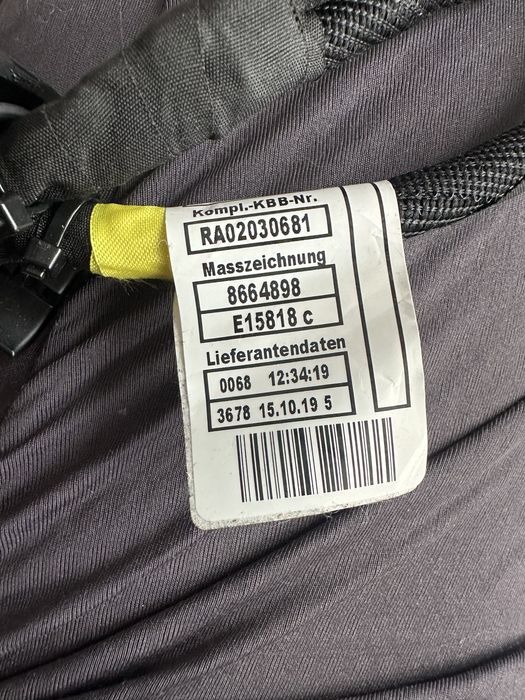 Kompl.-KBB-Nr.
RA02030681
Masszeichnung
8664898
E15818 c
Lieferantendaten
0068 12:34:19
3678 15.10.19 5